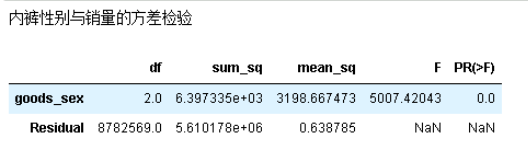 内裤性别与销量的方差检验
df sum_sq mean_sq F PR(>F)
goods_sex 2.0 6.397335e+03 3198.667473 5007.42043 0.0
Residual 8782569.0 5.610178e+06 0.638785 NaN NaN